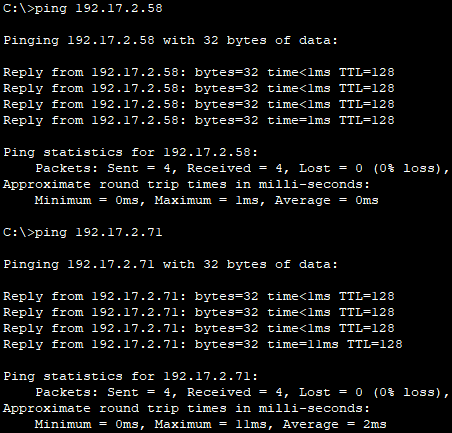 C:\>ping 192.17.2.58
Pinging 192.17.2.58 with 32 bytes of data:
Reply from 192.17.2.58: bytes=32 time<1ms TTL=128
Reply from 192.17.2.58: bytes=32 time<1ms TTL=128
Reply from 192.17.2.58: bytes=32 time<1ms TTL=128
Reply from 192.17.2.58: bytes=32 time=1ms TTL=128
Ping statistics for 192.17.2.58:
    Packets: Sent = 4, Received = 4, Lost = 0 (0% loss),
Approximate round trip times in milli-seconds:
    Minimum = 0ms, Maximum = 1ms, Average = 0ms
C:\>ping 192.17.2.71
Pinging 192.17.2.71 with 32 bytes of data:
Reply from 192.17.2.71: bytes=32 time<1ms TTL=128
Reply from 192.17.2.71: bytes=32 time<1ms TTL=128
Reply from 192.17.2.71: bytes=32 time<1ms TTL=128
Reply from 192.17.2.71: bytes=32 time=11ms TTL=128
Ping statistics for 192.17.2.71:
    Packets: Sent = 4, Received = 4, Lost = 0 (0% loss),
Approximate round trip times in milli-seconds:
    Minimum = 0ms, Maximum = 11ms, Average = 2ms